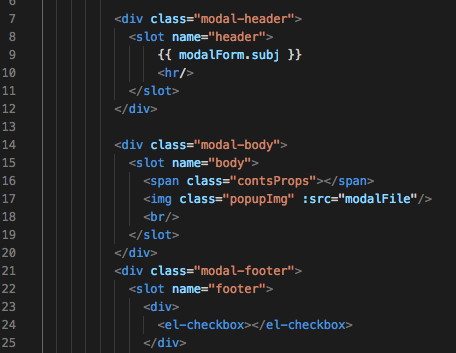 6
7 <div class="modal-header">
8 <slot name="header">
9 {{ modalForm.subj }}
10 <hr/>
11 </slot>
12 </div>
13
14 <div class="modal-body">
15 <slot name="body">
16 <span class="contsProps"></span>
17 <img class="popupImg" :src="modalFile"/>
18 <br/>
19 </slot>
20 </div>
21 <div class="modal-footer">
22 <slot name="footer">
23 <div>
24 <el-checkbox></el-checkbox>
25 </div>